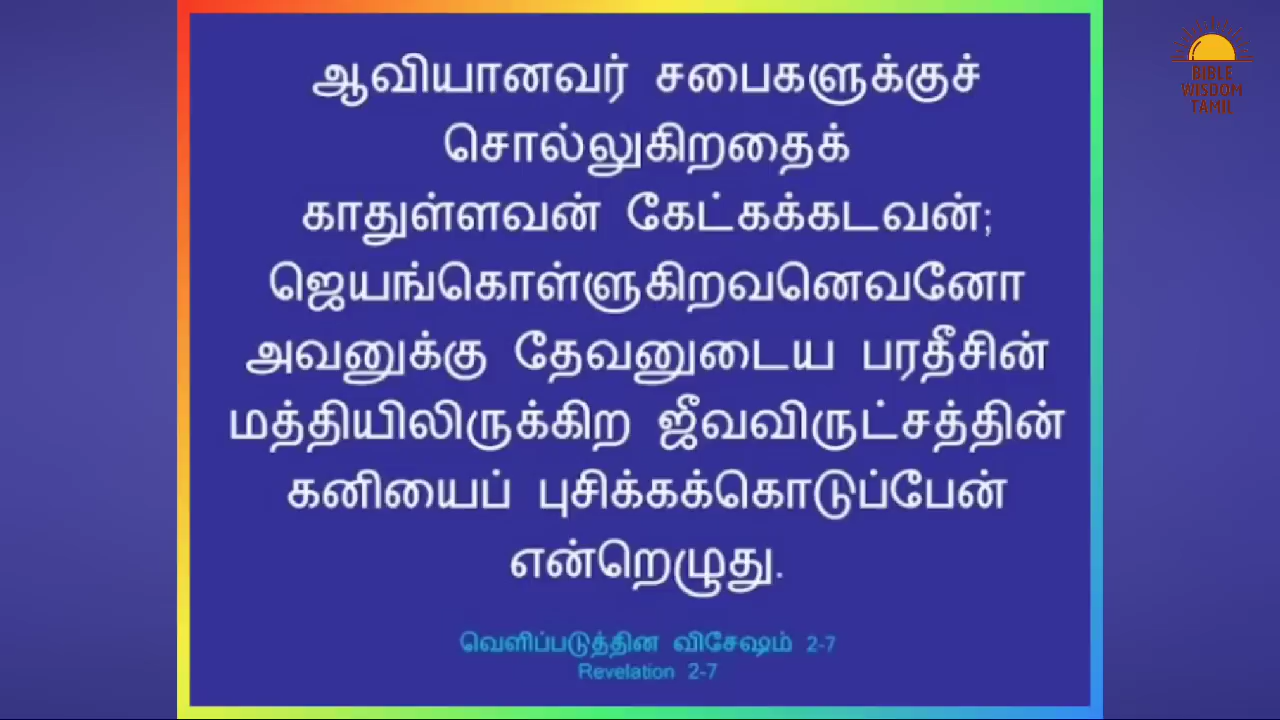 ஆவியானவர் சபைகளுக்குச்
சொல்லுகிறதைக்
காதுள்ளவன் கேட்கக்கடவன்;
ஜெயங்கொள்ளுகிறவனெவனோ
அவனுக்கு தேவனுடைய பரதீசின்
மத்தியிலிருக்கிற ஜீவவிருட்சத்தின்
கனியைப் புசிக்கக்கொடுப்பேன்
என்றெழுது.
வெளிப்படுத்தின விசேஷம் 2-7
Revelation 2-7
BIBLE
WISDOM
TAMIL